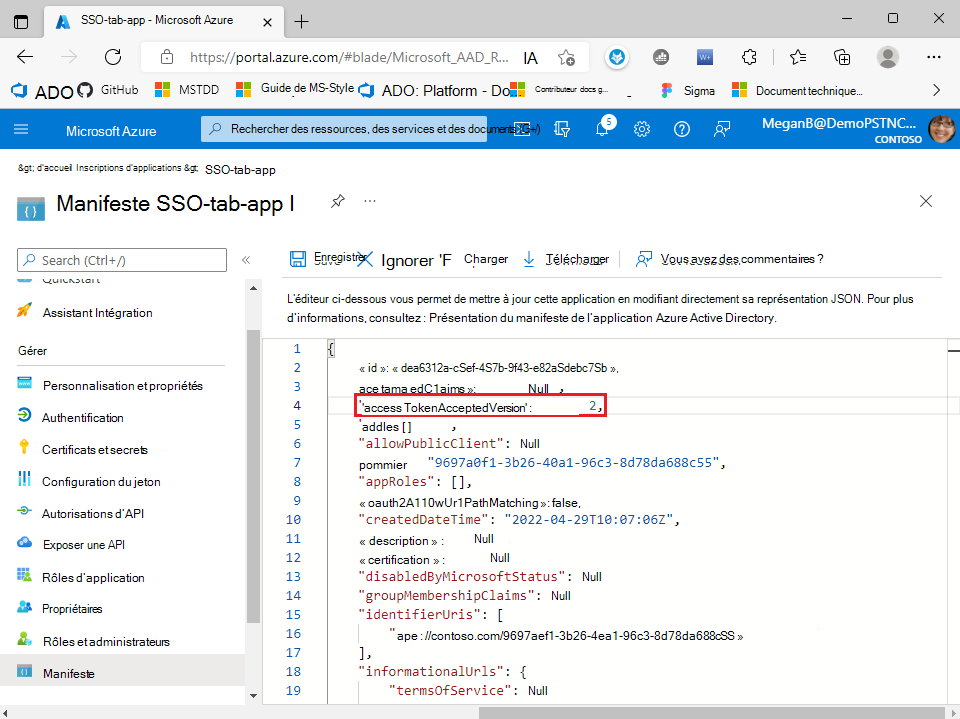 SSO-tab-app - Microsoft Azure
https://portal.azure.com/#blade/Microsoft_AAD_R... IA
ADO GitHub MSTDD Guide de MS-Style ADO: Platform - Do Contributeur docs g... Sigma Document technique...
Microsoft Azure Rechercher des ressources, des services et des documents (G+/) 5 MeganB@DemoPSTNC...
CONTOSO
&gt; d'accueil Inscriptions d'applications &gt; SSO-tab-app
Manifeste SSO-tab-app I ...
Search (Ctrl+/) «
Enregistrer Ignorer 'F Charger Télécharger Vous avez des commentaires ?
Quickstart
Assistant Intégration
Gérer
Personnalisation et propriétés
Authentification
Certificats et secrets
Configuration du jeton
Autorisations d'API
Exposer une API
Rôles d'application
Propriétaires
Rôles et administrateurs
Manifeste
L'éditeur ci-dessous vous permet de mettre à jour cette application en modifiant directement sa représentation JSON. Pour plus
d'informations, consultez : Présentation du manifeste de l'application Azure Active Directory.
1 {
2 « id »: « dea6312a-cSef-4S7b-9f43-e82aSdebc7Sb »,
3 ace tama edC1aims »: Null ,
4 'access TokenAcceptedVersion' : 2,
5 'addles [] ,
6 "allowPublicClient": Null
7 pommier "9697a0f1-3b26-40a1-96c3-8d78da688c55",
8 "appRoles": [],
9 « oauth2A110wUr1PathMatching »: false,
10 "createdDateTime": "2022-04-29T10:07:06Z",
11 « description » : Null
12 « certification » : Null
13 "disabledByMicrosoftStatus": Null
14 "groupMembershipClaims": Null
15 "identifierUris": [
16 "ape ://contoso.com/9697aef1-3b26-4ea1-96c3-8d78da688cSS »
17 ],
18 "informationalUrls": {
19 "termsOfService": Null